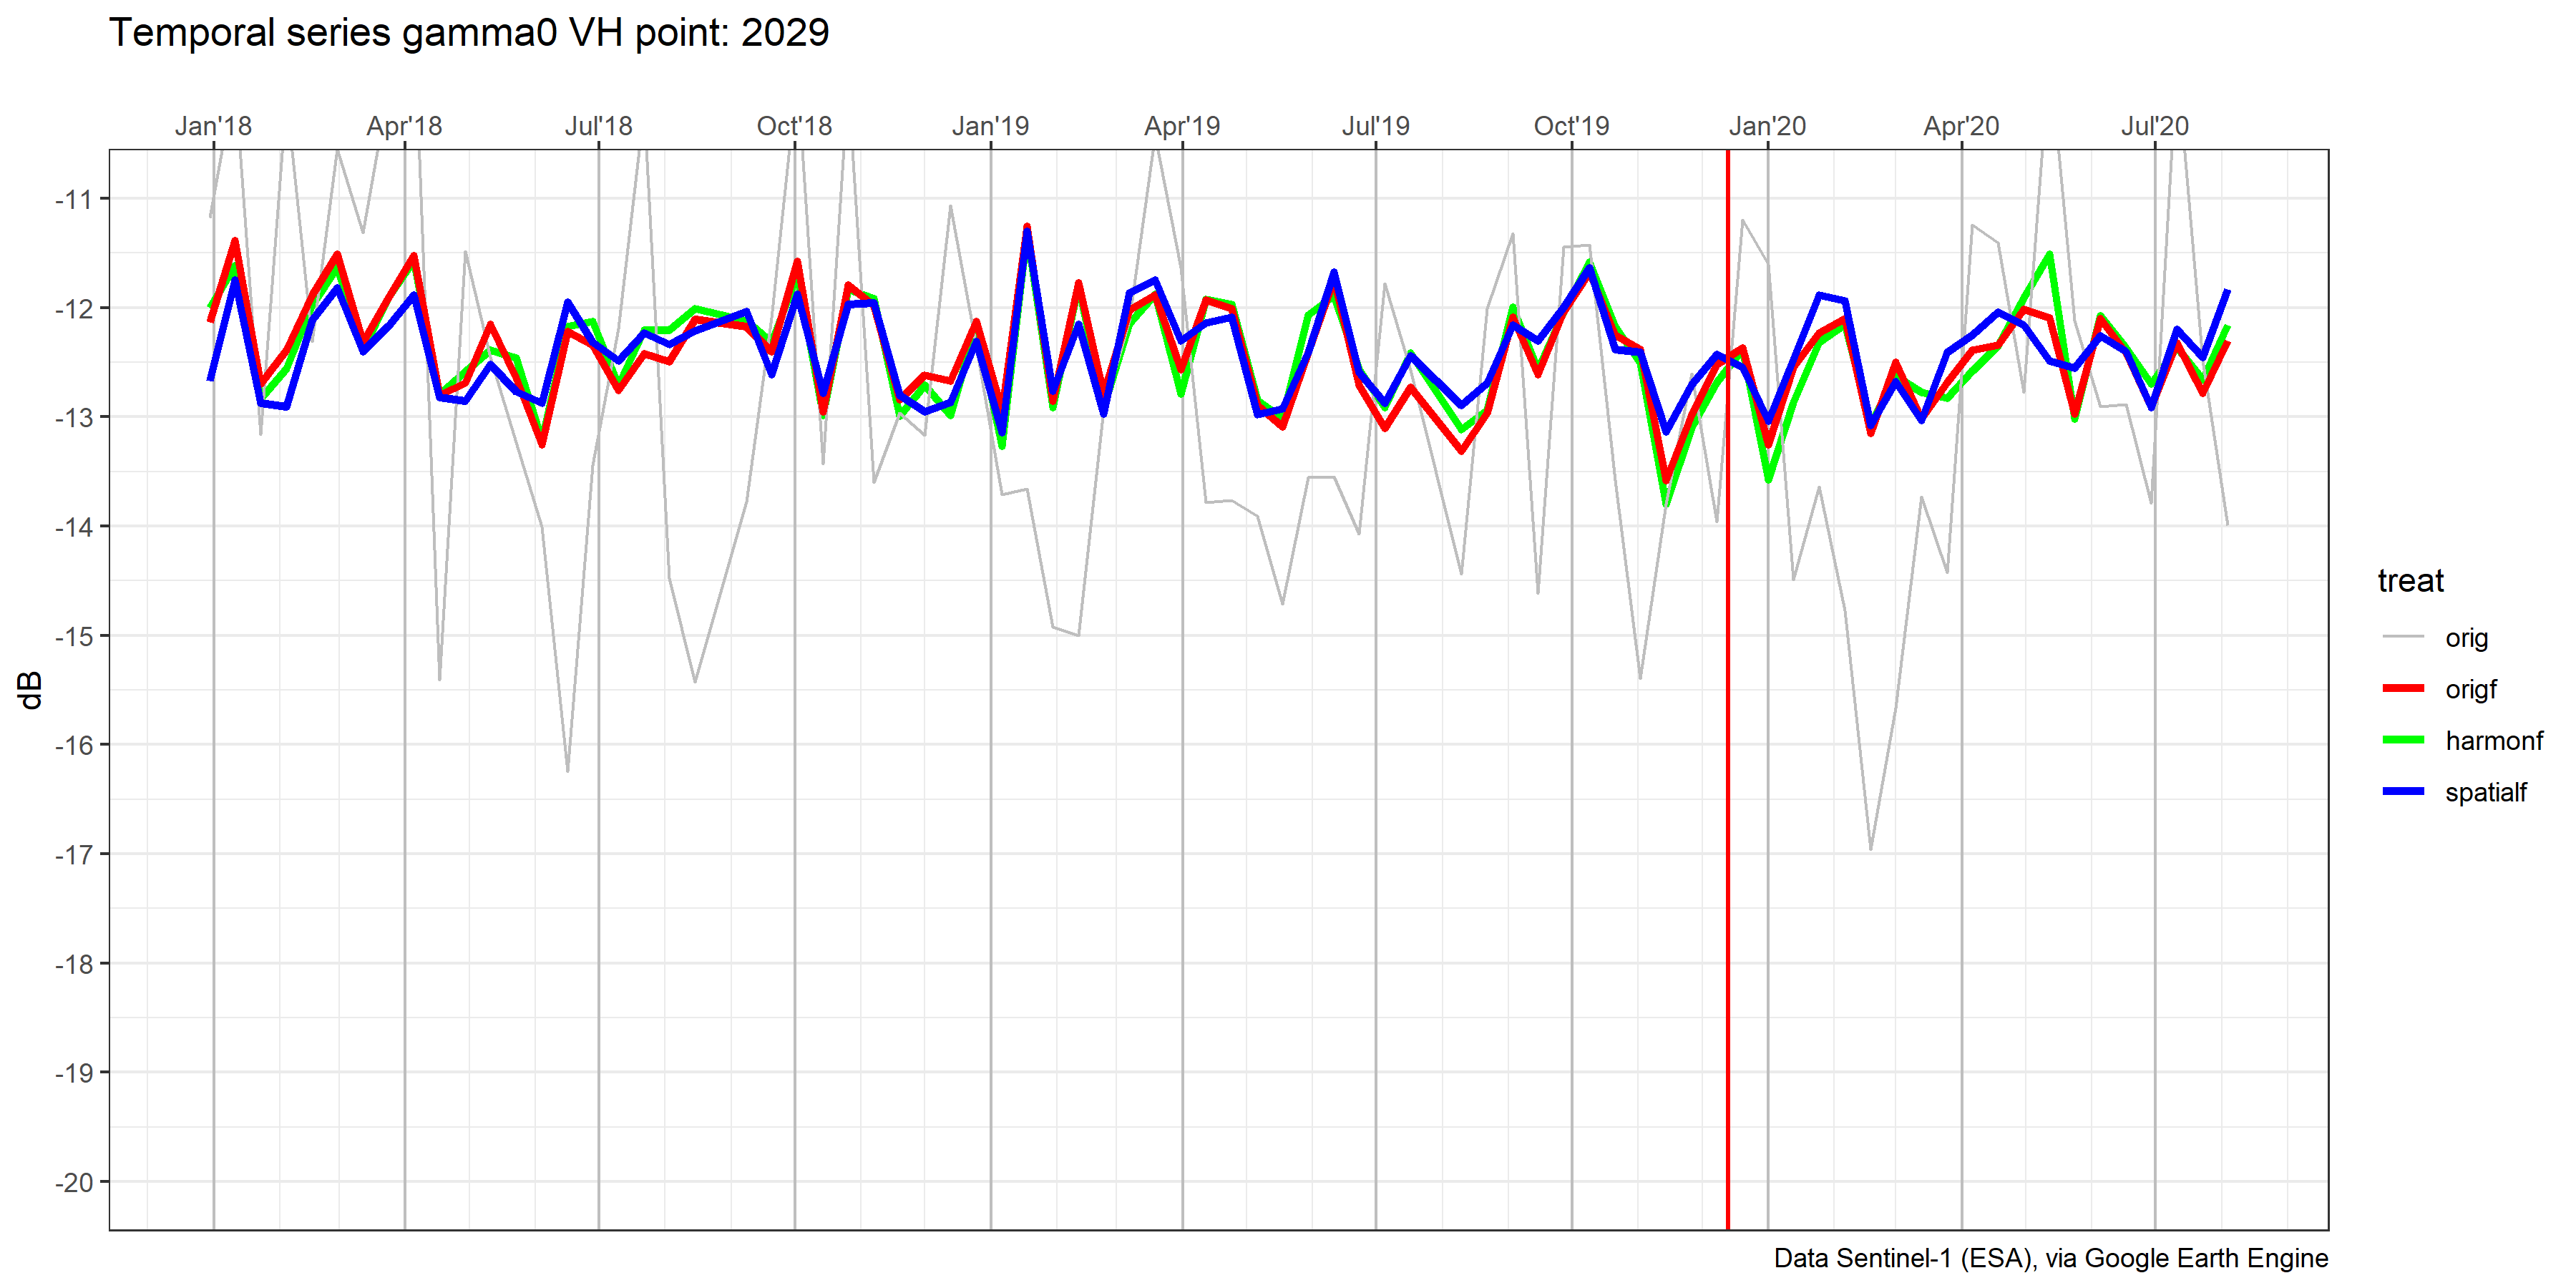 Temporal series gamma0 VH point: 2029
Jan'18 Apr'18 Jul'18 Oct'18 Jan'19 Apr'19 Jul'19 Oct'19 Jan'20 Apr'20 Jul'20
-11
-12
-13
-14
-15
-16
-17
-18
-19
-20
dB
treat
orig
origf
harmonf
spatialf
Data Sentinel-1 (ESA), via Google Earth Engine